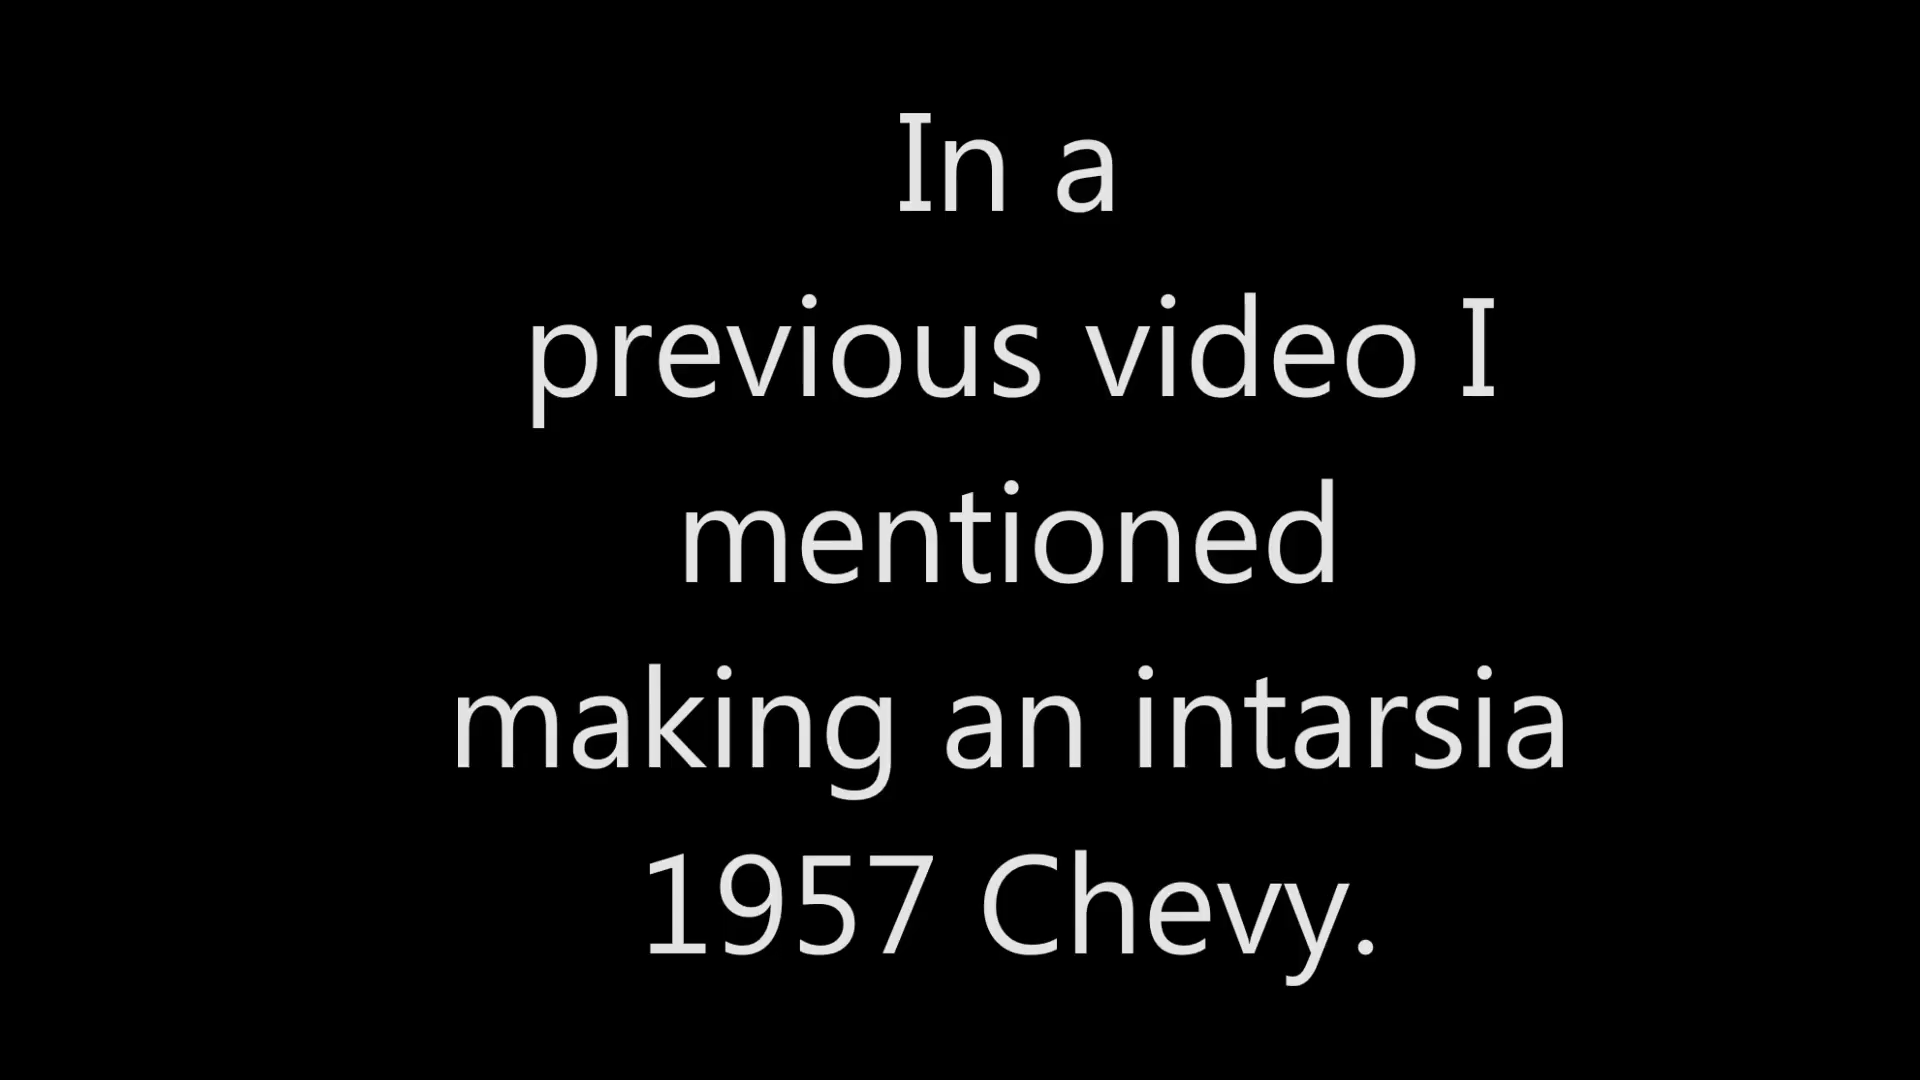 In a
previous video I
mentioned
making an intarsia
1957 Chevy.